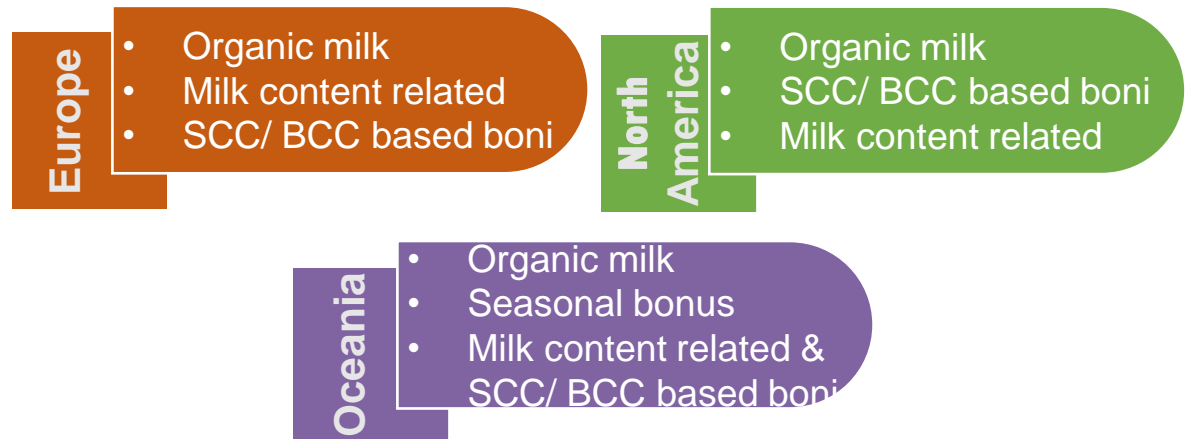 Europe
• Organic milk
• Milk content related
• SCC/ BCC based boni
North
America
• Organic milk
• SCC/ BCC based boni
• Milk content related
Oceania
• Organic milk
• Seasonal bonus
• Milk content related &
SCC/ BCC based boni